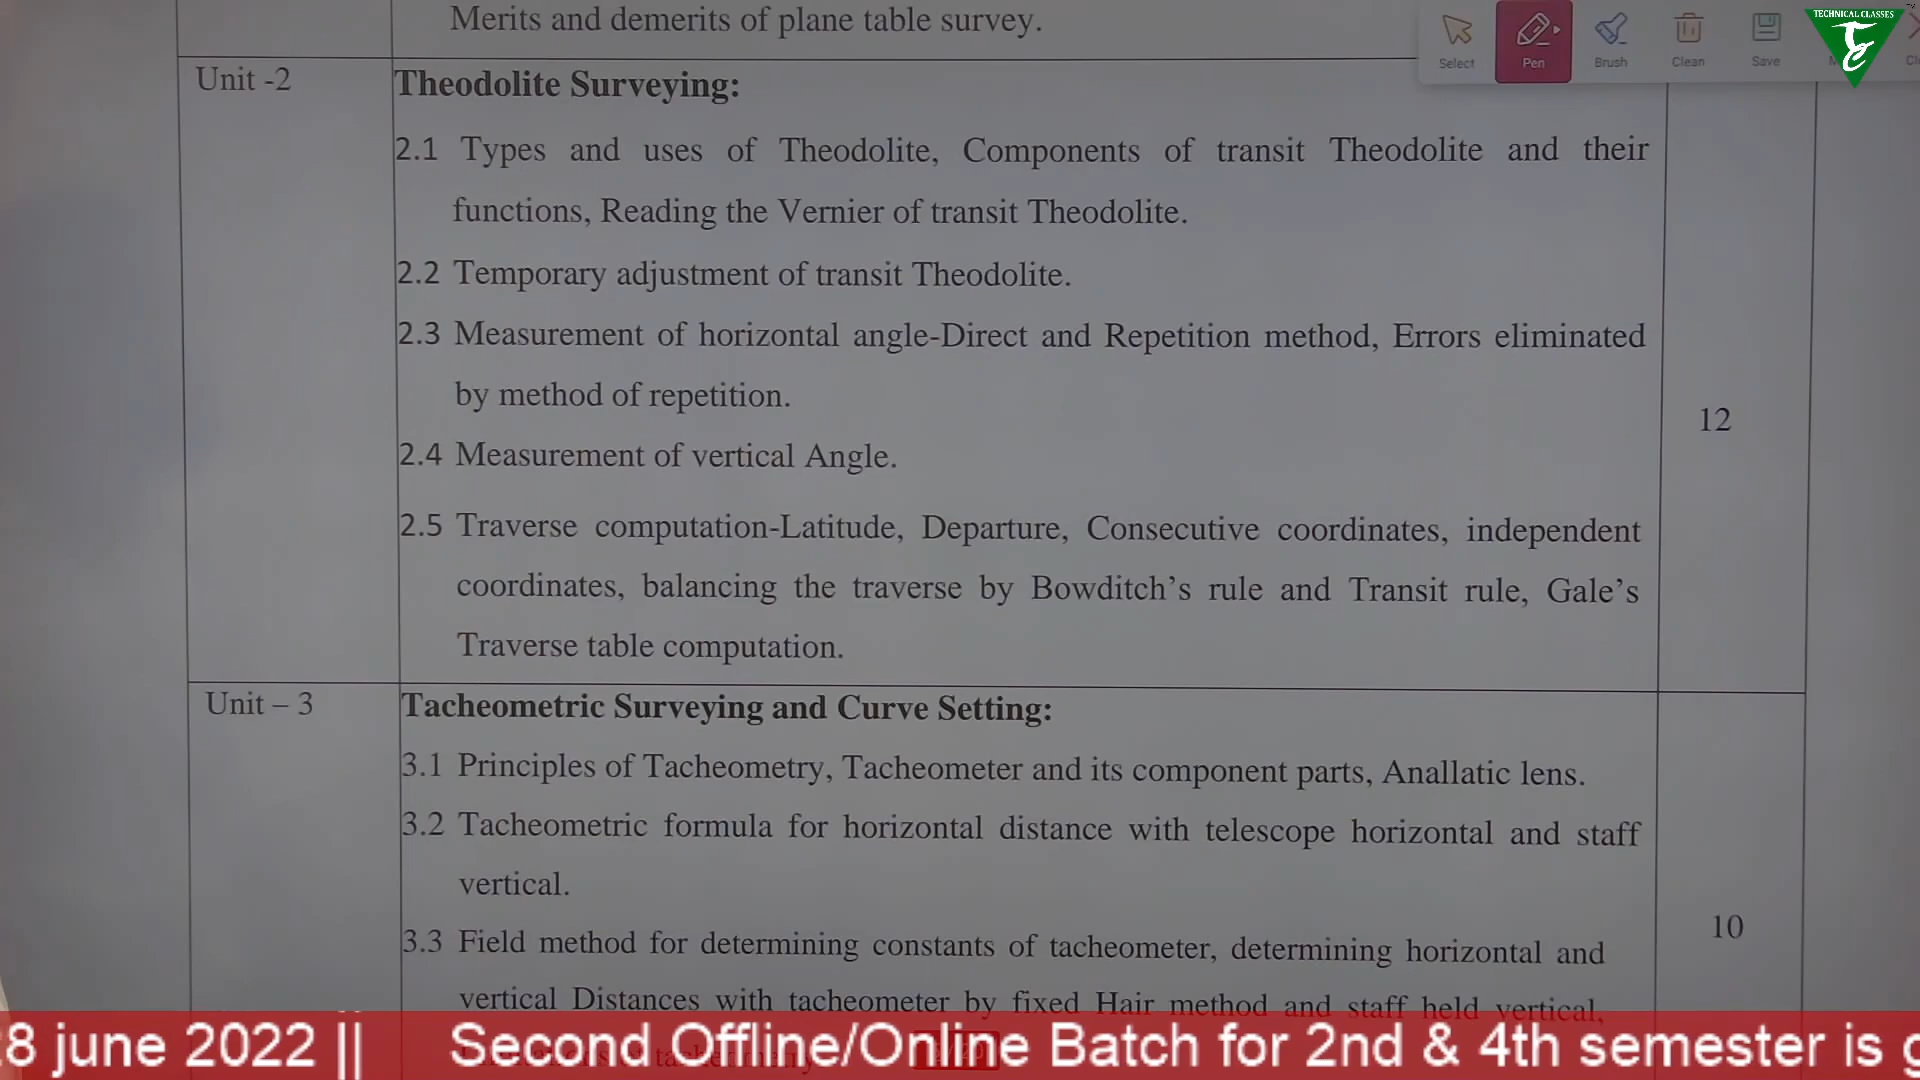 Merits and demerits of plane table survey.
Select Pen Brush Clean Save
TECHNICAL CLASSES
Unit -2
Theodolite Surveying:
2.1 Types and uses of Theodolite, Components of transit Theodolite and their
functions, Reading the Vernier of transit Theodolite.
2.2 Temporary adjustment of transit Theodolite.
2.3 Measurement of horizontal angle-Direct and Repetition method, Errors eliminated
by method of repetition.
12
2.4 Measurement of vertical Angle.
2.5 Traverse computation-Latitude, Departure, Consecutive coordinates, independent
coordinates, balancing the traverse by Bowditch's rule and Transit rule, Gale's
Traverse table computation.
Unit – 3
Tacheometric Surveying and Curve Setting:
3.1 Principles of Tacheometry, Tacheometer and its component parts, Anallatic lens.
3.2 Tacheometric formula for horizontal distance with telescope horizontal and staff
vertical.
10
3.3 Field method for determining constants of tacheometer, determining horizontal and
vertical Distances with tacheometer by fixed Hair method and staff held vertical,
8 june 2022 || Second Offline/Online Batch for 2nd & 4th semester is g